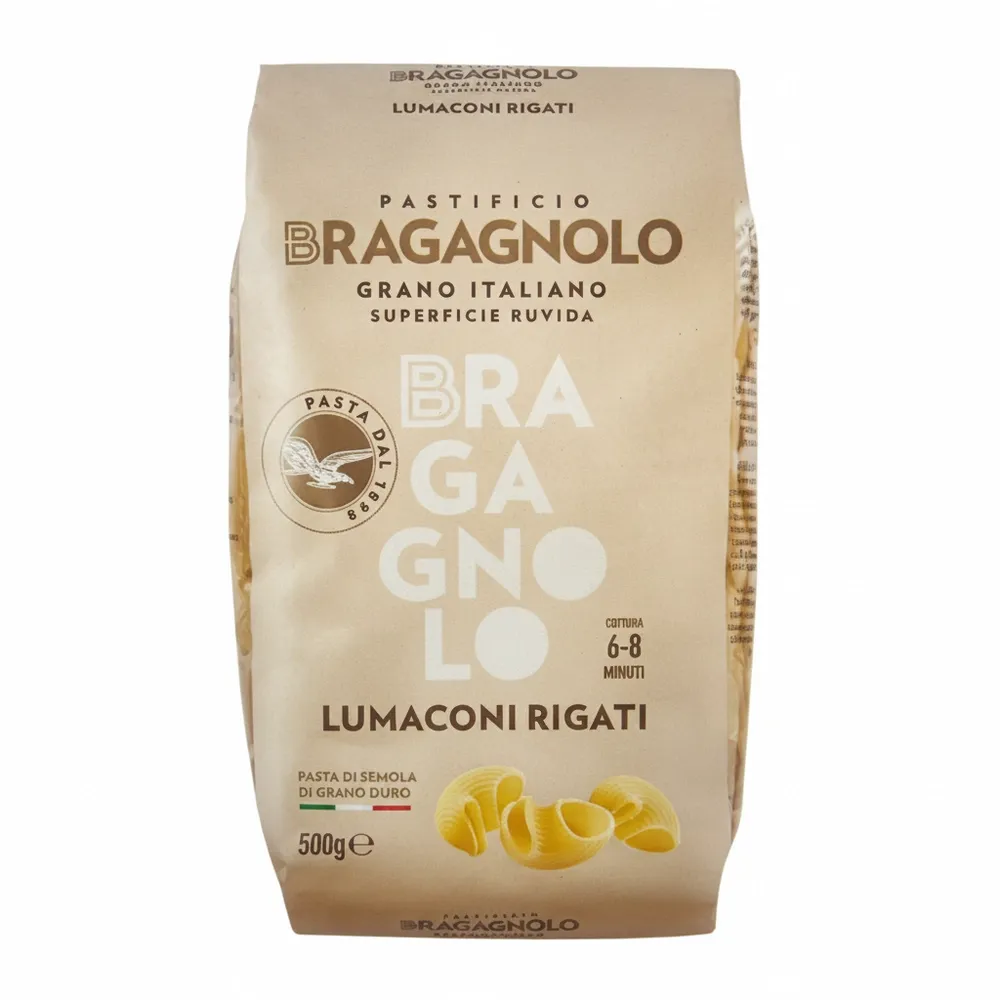 BRAGAGNOLO
LUMACONI RIGATI
PASTIFICIO
BRAGAGNOLO
GRANO ITALIANO
SUPERFICIE RUVIDA
BRA
GA
GNO
LO
PASTA DAL 1898
COTTURA
6-8
MINUTI
LUMACONI RIGATI
PASTA DI SEMOLA
DI GRANO DURO
500g℮
BRAGAGNOLO